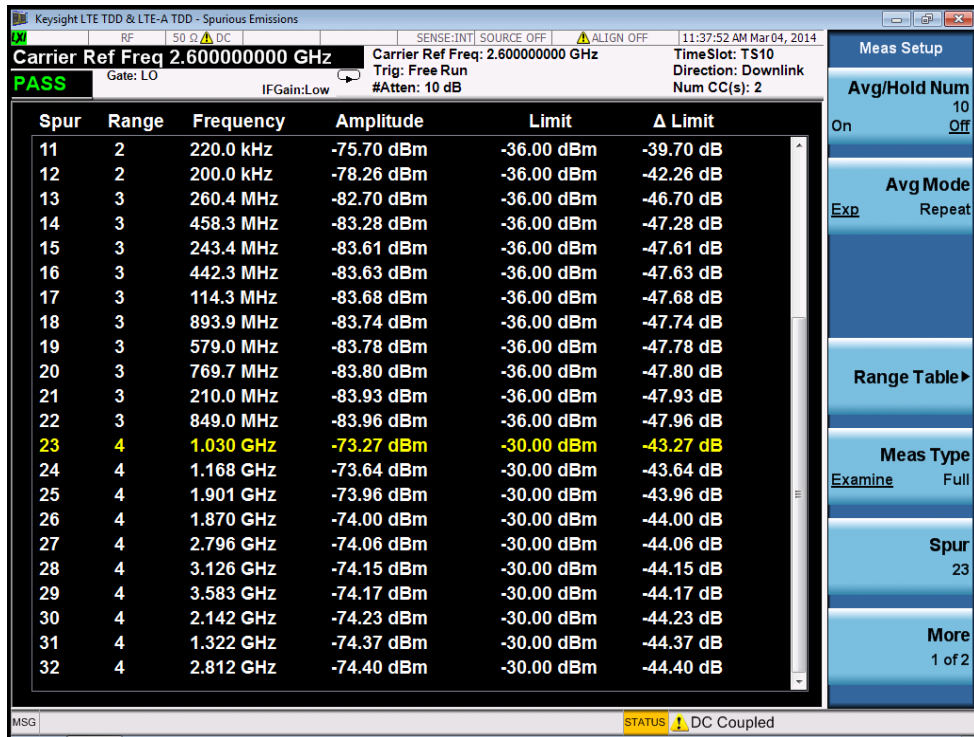 Keysight LTE TDD & LTE-A TDD - Spurious Emissions
LXI RF 50 Ω DC SENSE:INT SOURCE OFF ALIGN OFF 11:37:52 AM Mar 04, 2014
Carrier Ref Freq 2.600000000 GHz
Carrier Ref Freq: 2.600000000 GHz TimeSlot: TS10
Gate: LO Trig: Free Run Direction: Downlink
PASS IFGain:Low #Atten: 10 dB Num CC(s): 2
Spur Range Frequency Amplitude Limit Δ Limit
11 2 220.0 kHz -75.70 dBm -36.00 dBm -39.70 dB
12 2 200.0 kHz -78.26 dBm -36.00 dBm -42.26 dB
13 3 260.4 MHz -82.70 dBm -36.00 dBm -46.70 dB
14 3 458.3 MHz -83.28 dBm -36.00 dBm -47.28 dB
15 3 243.4 MHz -83.61 dBm -36.00 dBm -47.61 dB
16 3 442.3 MHz -83.63 dBm -36.00 dBm -47.63 dB
17 3 114.3 MHz -83.68 dBm -36.00 dBm -47.68 dB
18 3 893.9 MHz -83.74 dBm -36.00 dBm -47.74 dB
19 3 579.0 MHz -83.78 dBm -36.00 dBm -47.78 dB
20 3 769.7 MHz -83.80 dBm -36.00 dBm -47.80 dB
21 3 210.0 MHz -83.93 dBm -36.00 dBm -47.93 dB
22 3 849.0 MHz -83.96 dBm -36.00 dBm -47.96 dB
23 4 1.030 GHz -73.27 dBm -30.00 dBm -43.27 dB
24 4 1.168 GHz -73.64 dBm -30.00 dBm -43.64 dB
25 4 1.901 GHz -73.96 dBm -30.00 dBm -43.96 dB
26 4 1.870 GHz -74.00 dBm -30.00 dBm -44.00 dB
27 4 2.796 GHz -74.06 dBm -30.00 dBm -44.06 dB
28 4 3.126 GHz -74.15 dBm -30.00 dBm -44.15 dB
29 4 3.583 GHz -74.17 dBm -30.00 dBm -44.17 dB
30 4 2.142 GHz -74.23 dBm -30.00 dBm -44.23 dB
31 4 1.322 GHz -74.37 dBm -30.00 dBm -44.37 dB
32 4 2.812 GHz -74.40 dBm -30.00 dBm -44.40 dB
Meas Setup
Avg/Hold Num
10
On Off
Avg Mode
Exp Repeat
Range Table
Meas Type
Examine Full
Spur
23
More
1 of 2
MSG STATUS DC Coupled